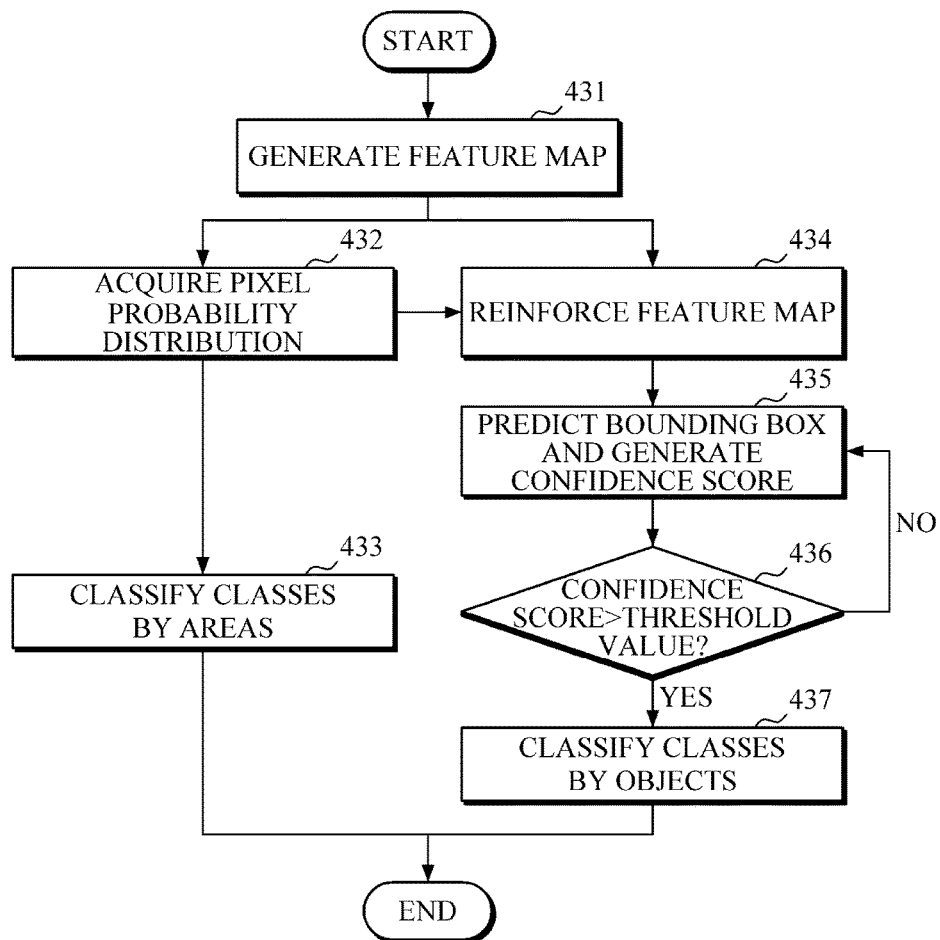 START
431
GENERATE FEATURE MAP
432
ACQUIRE PIXEL
PROBABILITY
DISTRIBUTION
434
REINFORCE FEATURE MAP
435
PREDICT BOUNDING BOX
AND GENERATE
CONFIDENCE SCORE
NO
433
CLASSIFY CLASSES
BY AREAS
436
CONFIDENCE
SCORE>THRESHOLD
VALUE?
YES
437
CLASSIFY CLASSES
BY OBJECTS
END